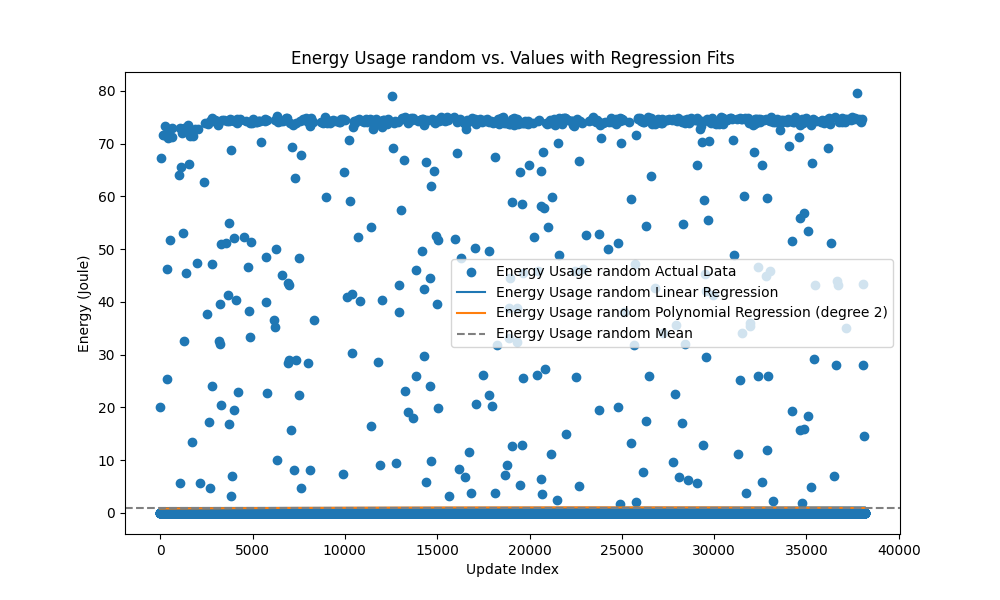 Energy Usage random vs. Values with Regression Fits
Energy (Joule)
80
70
60
50
40
30
20
10
0
Energy Usage random Actual Data
Energy Usage random Linear Regression
Energy Usage random Polynomial Regression (degree 2)
Energy Usage random Mean
0 5000 10000 15000 20000 25000 30000 35000 40000
Update Index